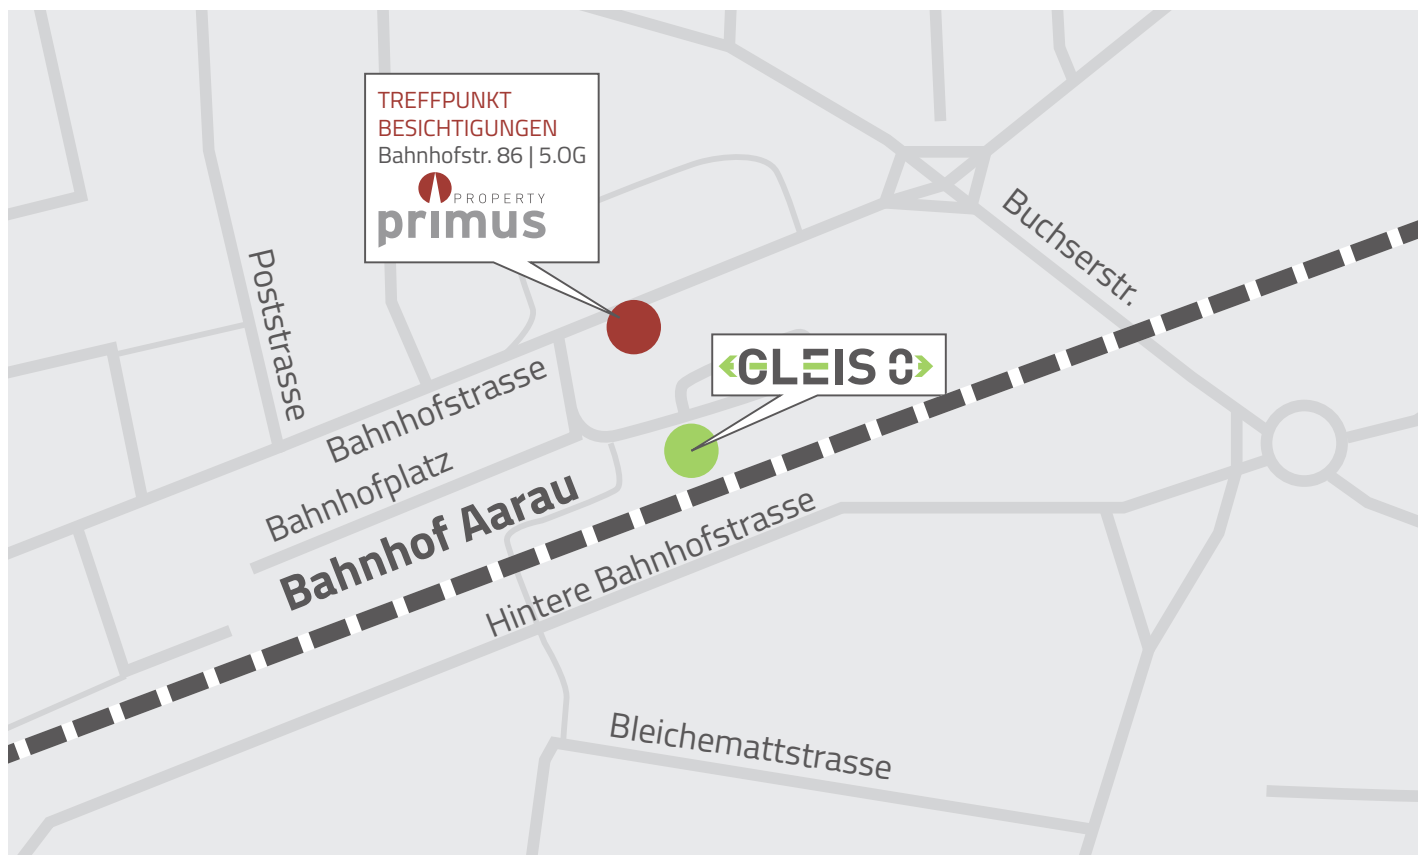 TREFFPUNKT
BESICHTIGUNGEN
Bahnhofstr. 86 | 5.OG
PROPERTY
primus
Buchserstr.
Poststrasse
GLEIS 0
Bahnhofstrasse
Bahnhofplatz
Bahnhof Aarau
Hintere Bahnhofstrasse
Bleichemattstrasse